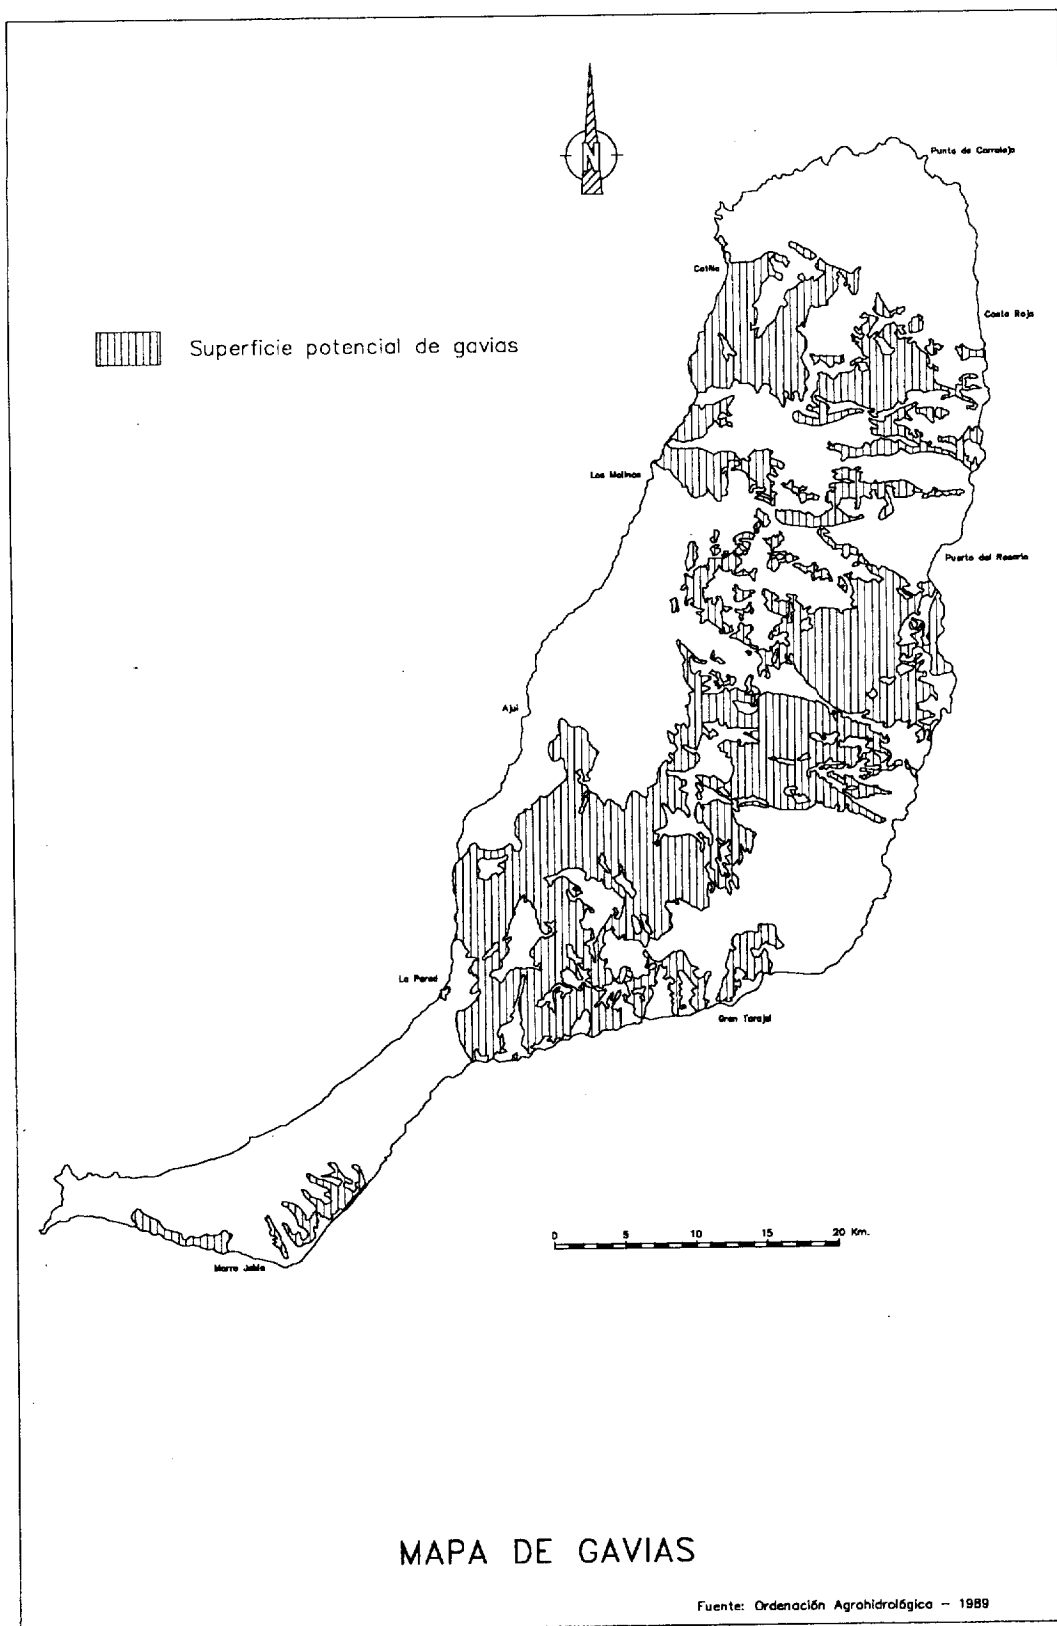 N
Punta de Corralejo
Cotillo
Costa Roja
Superficie potencial de gavias
Los Molinos
Puerto del Rosario
Ajui
La Pared
Gran Tarajal
0 5 10 15 20 Km.
Morro Jable
MAPA DE GAVIAS
Fuente: Ordenación Agrohidrológica - 1989